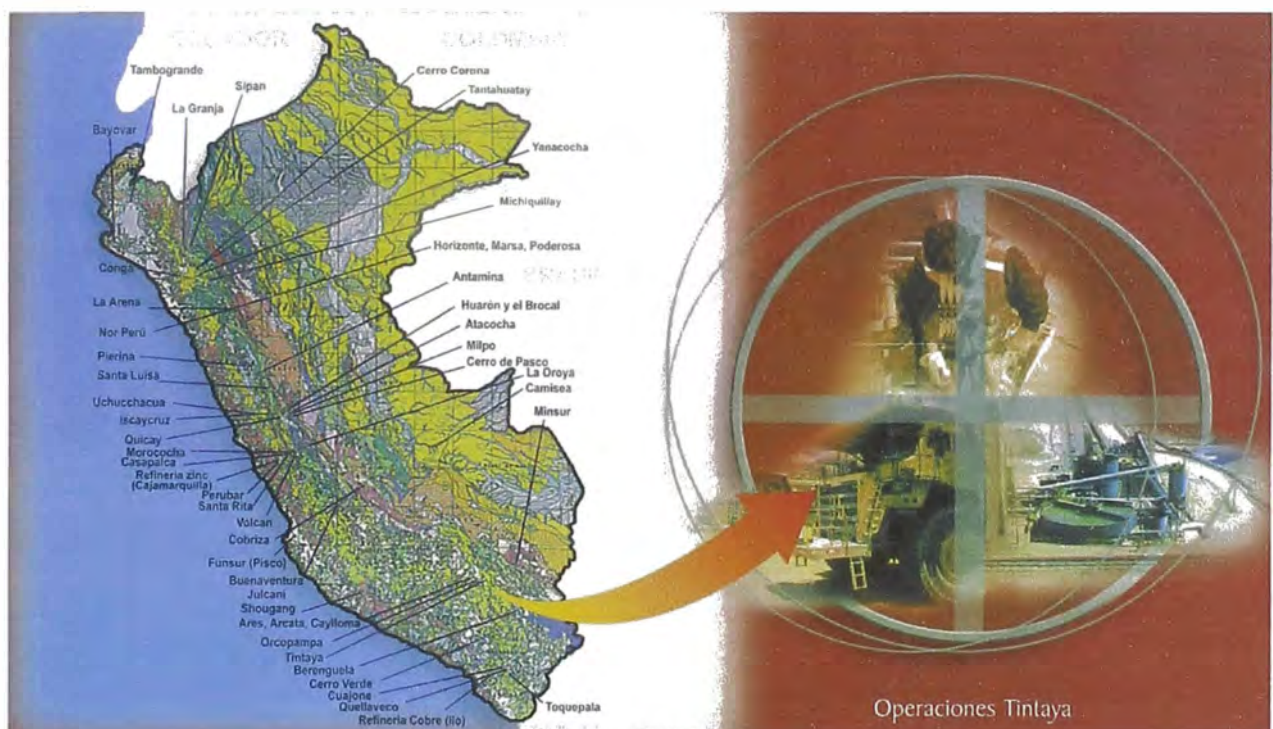 Tambogrande
La Granja
Sipan
Bayovar
Cerro Corona
Tantahuatay
Yanacocha
Michiquillay
Horizonte, Marsa, Poderosa
Antamina
Huarón y el Brocal
Atacocha
Milpo
Cerro de Pasco
La Oroya
Camisea
Minsur
Conga
La Arena
Nor Perú
Pierina
Santa Luisa
Uchucchacua
Iscaycruz
Quicay
Morococha
Casapalca
Refinería zinc
(Cajamarquilla)
Perubar
Santa Rita
Volcan
Cobriza
Funsur (Pisco)
Buenaventura
Julcani
Shougang
Ares, Arcata, Caylloma
Orcopampa
Tintaya
Berenguela
Cerro Verde
Cuajone
Quellaveco
Refinería Cobre (Ilo)
Toquepala
Operaciones Tintaya